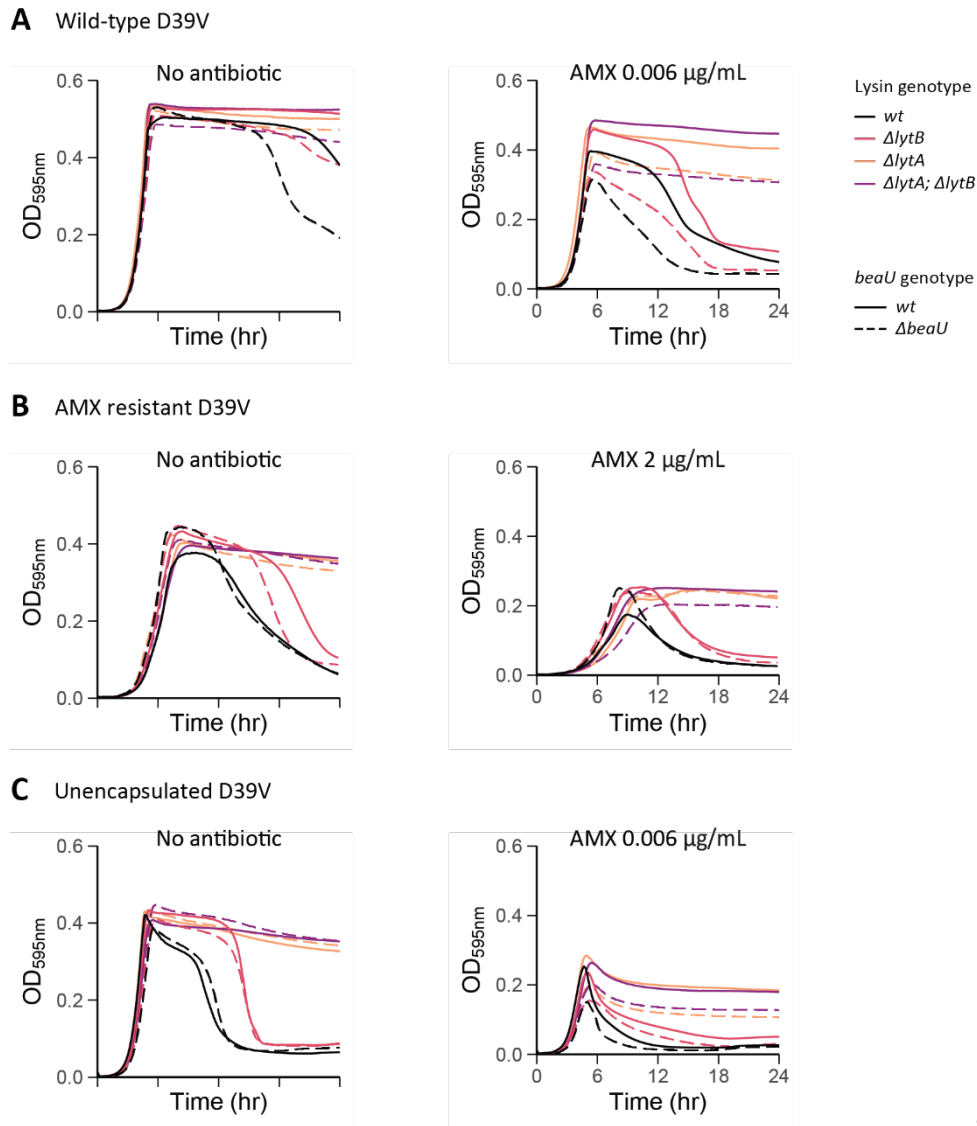 A Wild-type D39V
No antibiotic
0.6
0.4
0.2
0.0
OD595nm
Time (hr)
AMX 0.006 µg/mL
0.6
0.4
0.2
0.0
OD595nm
0 6 12 18 24
Time (hr)
Lysin genotype
wt
ΔlytB
ΔlytA
ΔlytA; ΔlytB
beaU genotype
wt
ΔbeaU
B AMX resistant D39V
No antibiotic
0.6
0.4
0.2
0.0
OD595nm
Time (hr)
AMX 2 µg/mL
0.6
0.4
0.2
0.0
OD595nm
0 6 12 18 24
Time (hr)
C Unencapsulated D39V
No antibiotic
0.6
0.4
0.2
0.0
OD595nm
Time (hr)
AMX 0.006 µg/mL
0.6
0.4
0.2
0.0
OD595nm
0 6 12 18 24
Time (hr)